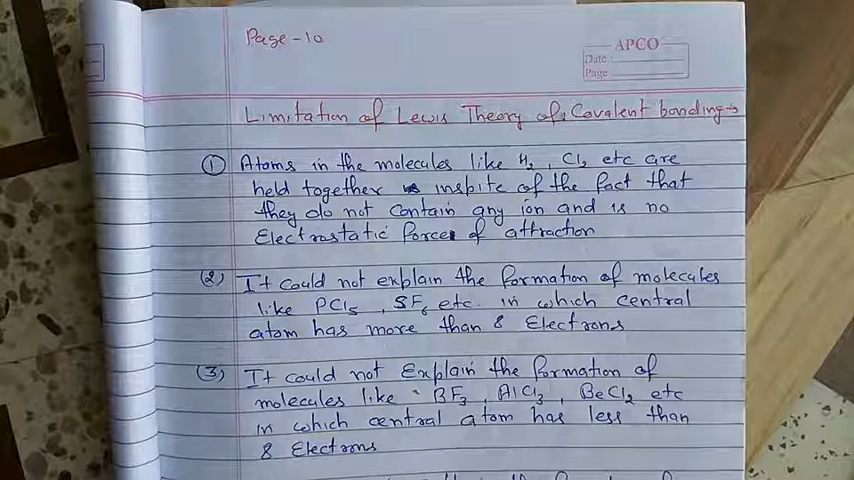 Page-10
APCO
Date :
Page :
Limitation of Lewis Theory of Covalent bonding→
(1) Atoms in the molecules like H₂, Cl₂ etc are
held together inspite of the fact that
they do not contain any ion and is no
Electrostatic force of attraction
(2) It could not explain the formation of molecules
like PCl₅, SF₆ etc. in which central
atom has more than 8 Electrons
(3) It could not Explain the formation of
molecules like BF₃, AlCl₃, BeCl₂ etc
in which central atom has less than
8 Electrons